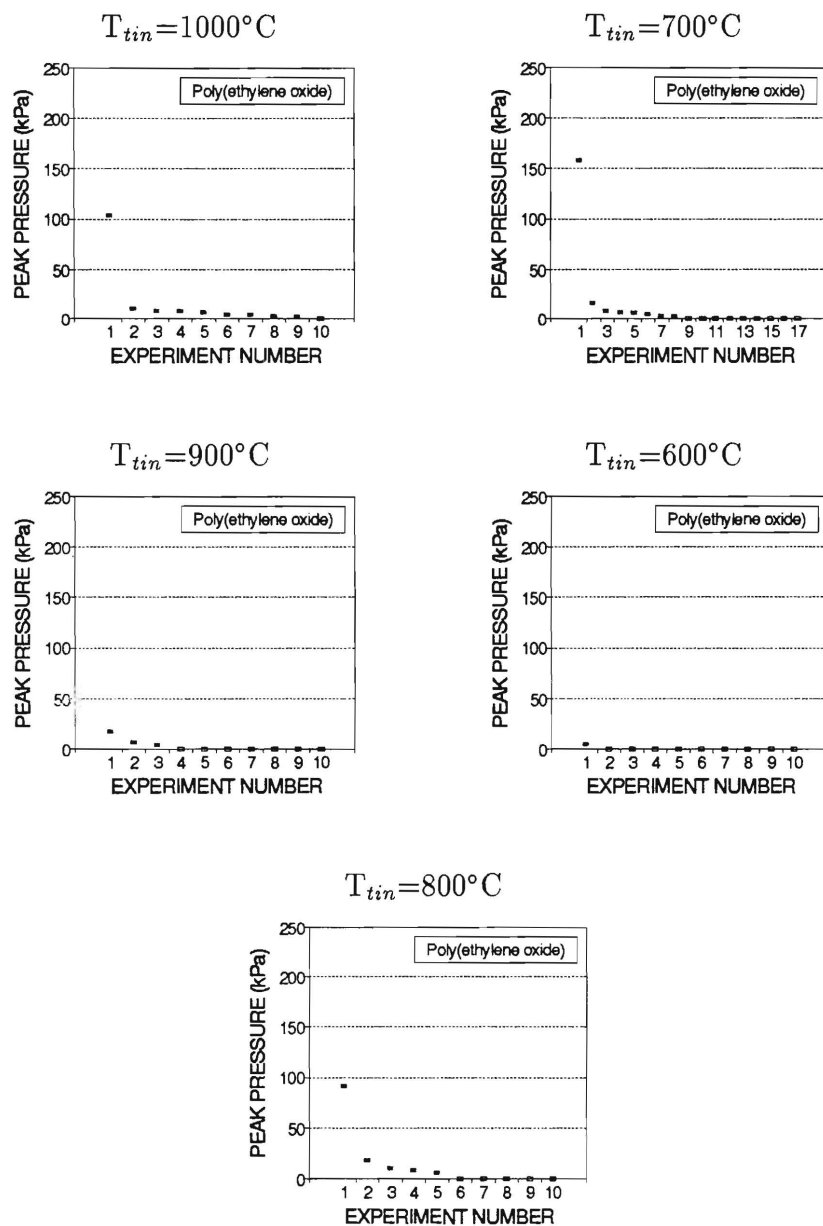 T_tin=1000°C
250
200
150
100
50
0
PEAK PRESSURE (kPa)
Poly(ethylene oxide)
1 2 3 4 5 6 7 8 9 10
EXPERIMENT NUMBER
T_tin=700°C
250
200
150
100
50
0
PEAK PRESSURE (kPa)
Poly(ethylene oxide)
1 3 5 7 9 11 13 15 17
EXPERIMENT NUMBER
T_tin=900°C
250
200
150
100
50
0
PEAK PRESSURE (kPa)
Poly(ethylene oxide)
1 2 3 4 5 6 7 8 9 10
EXPERIMENT NUMBER
T_tin=600°C
250
200
150
100
50
0
PEAK PRESSURE (kPa)
Poly(ethylene oxide)
1 2 3 4 5 6 7 8 9 10
EXPERIMENT NUMBER
T_tin=800°C
250
200
150
100
50
0
PEAK PRESSURE (kPa)
Poly(ethylene oxide)
1 2 3 4 5 6 7 8 9 10
EXPERIMENT NUMBER